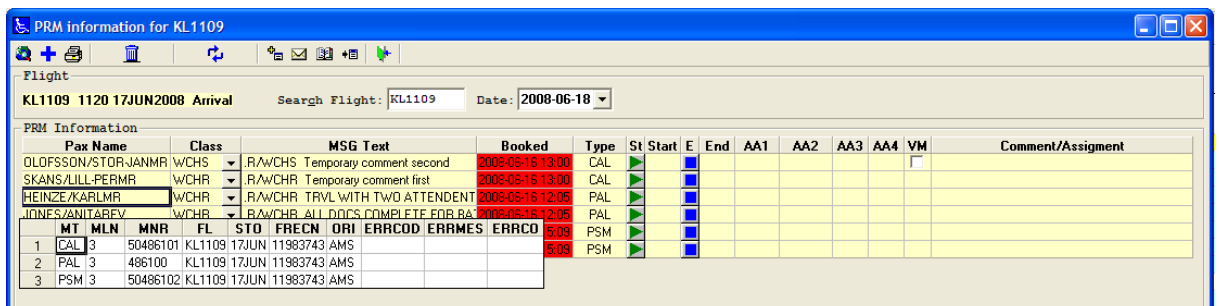 PRM information for KL1109
Flight
KL1109 1120 17JUN2008 Arrival Search Flight: KL1109 Date: 2008-06-18
PRM Information
Pax Name Class MSG Text Booked Type St Start E End AA1 AA2 AA3 AA4 VM Comment/Assigment
OLOFSSON/STOR-JANMR WCHS .R/WCHS Temporary comment second 2008-06-16 13:00 CAL
SKANS/LILL-PERMR WCHR .R/WCHR Temporary comment first 2008-06-16 13:00 CAL
HEINZE/KARLMR WCHR .R/WCHR TRVL WITH TWO ATTENDENT 2008-06-16 12:05 PAL
JONES/ANITAREV WCHR .R/WCHR ALL DOCS COMPLETE FOR BA 2008-06-16 12:05 PAL
5:09 PSM
5:09 PSM
MT MLN MNR FL STO FRECN ORI ERRCOD ERRMES ERRCO
1 CAL 3 50486101 KL1109 17JUN 11983743 AMS
2 PAL 3 486100 KL1109 17JUN 11983743 AMS
3 PSM 3 50486102 KL1109 17JUN 11983743 AMS